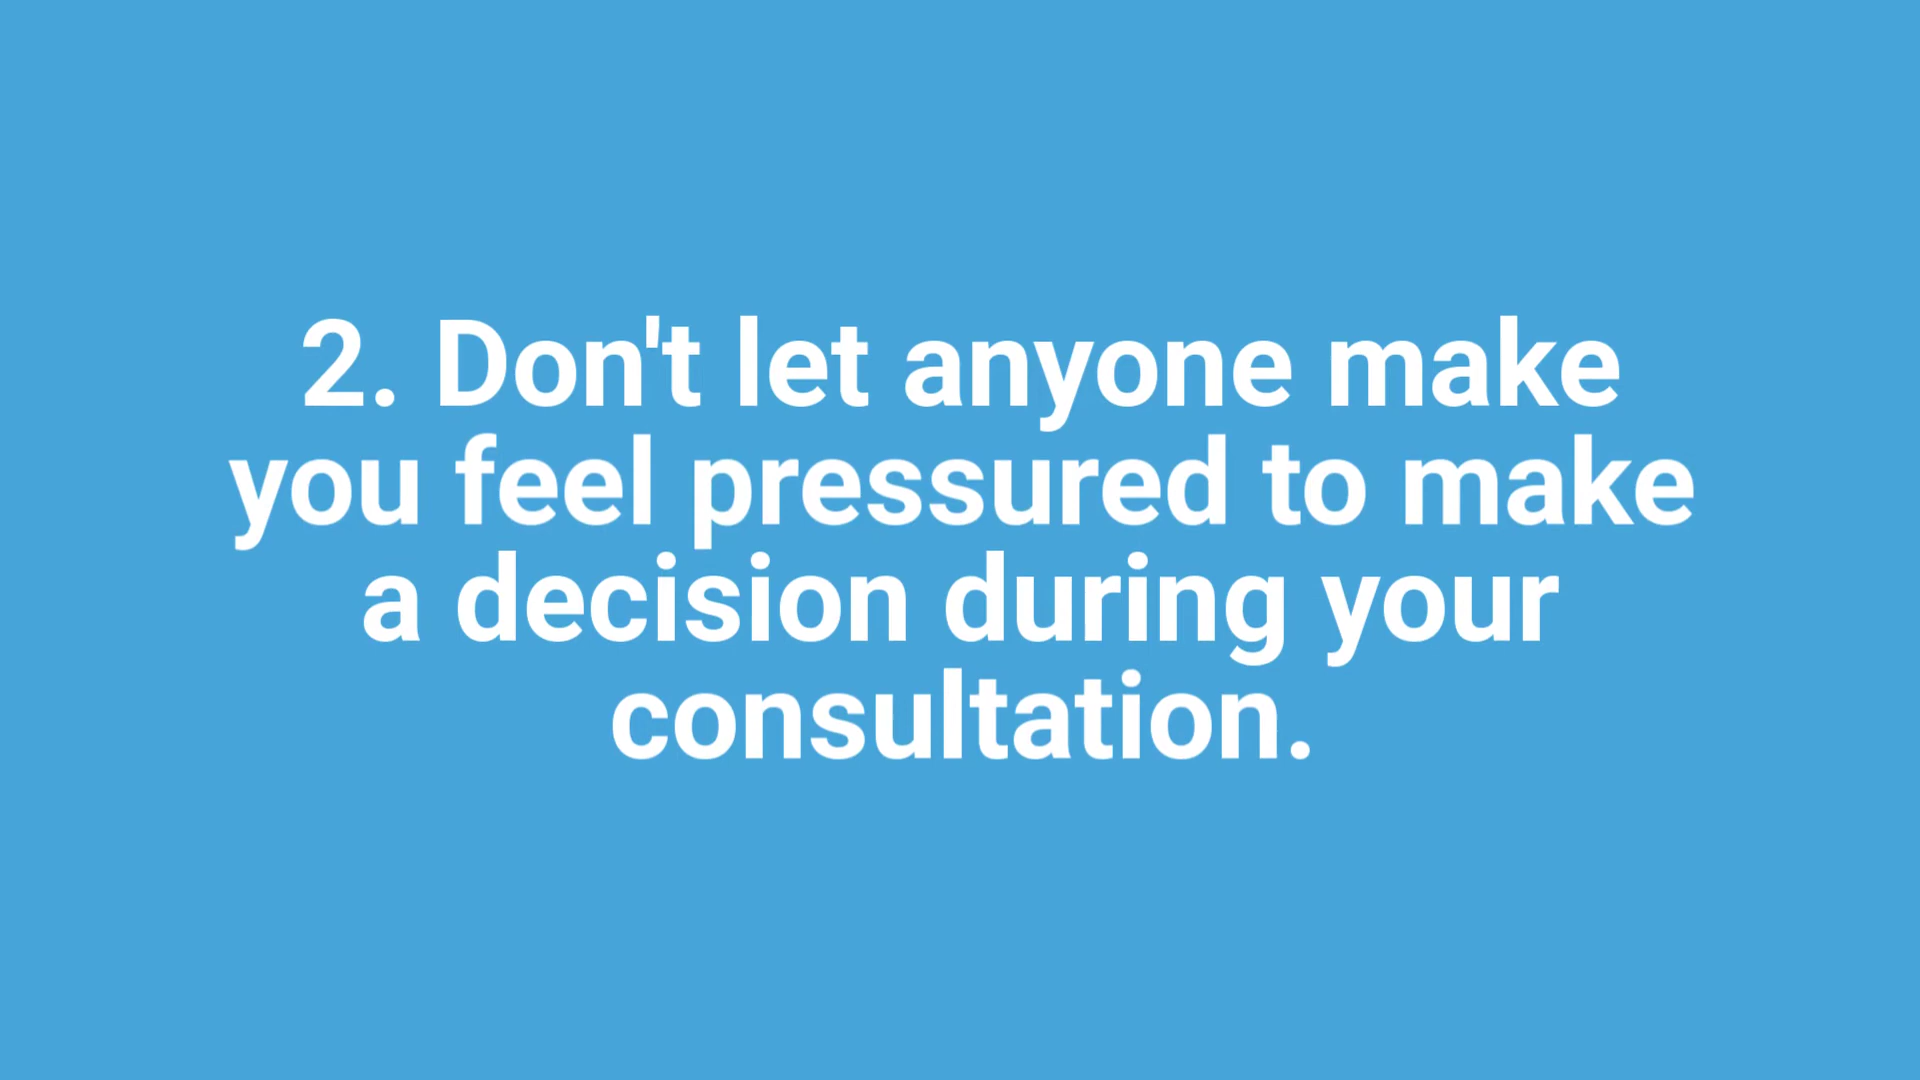 2. Don't let anyone make
you feel pressured to make
a decision during your
consultation.